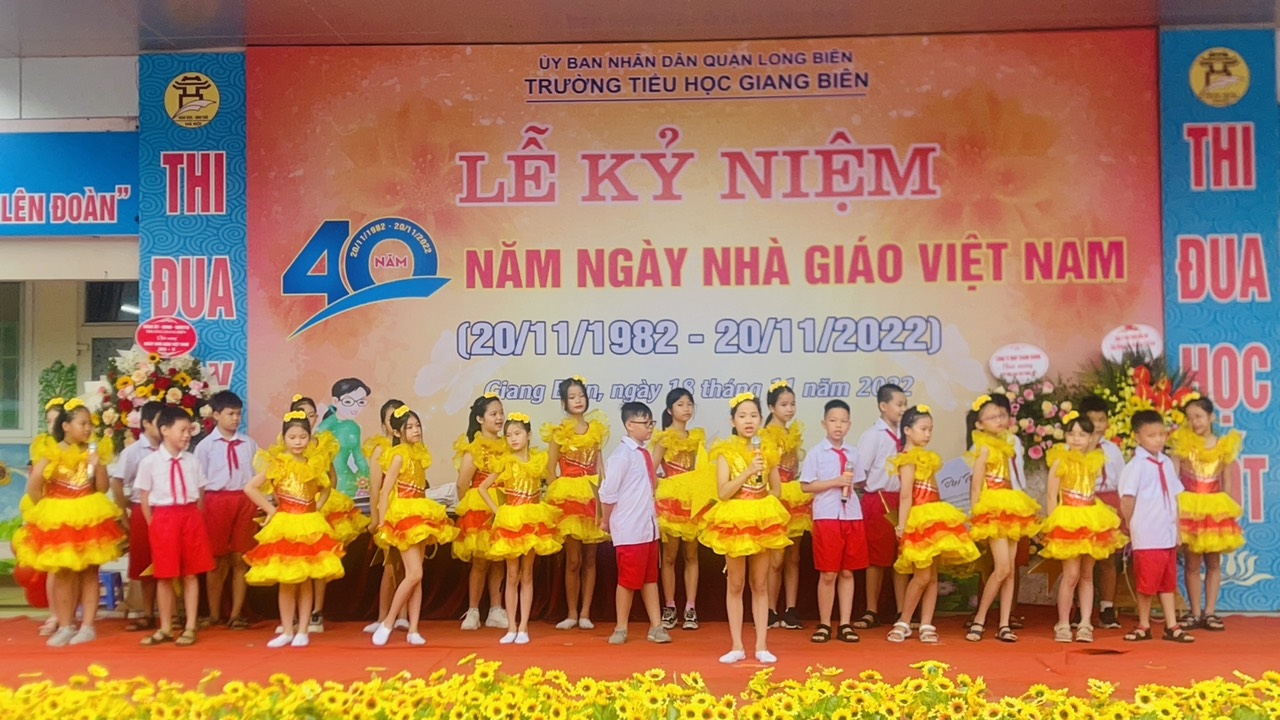 ỦY BAN NHÂN DÂN QUẬN LONG BIÊN
TRƯỜNG TIỂU HỌC GIANG BIÊN
LỄ KỶ NIỆM
40
NĂM
20/11/1982 - 20/11/2022
NĂM NGÀY NHÀ GIÁO VIỆT NAM
(20/11/1982 - 20/11/2022)
Giang Biên, ngày 18 tháng 11 năm 2022
LÊN ĐOÀN"
THI
ĐUA
THI
ĐUA
HỌC